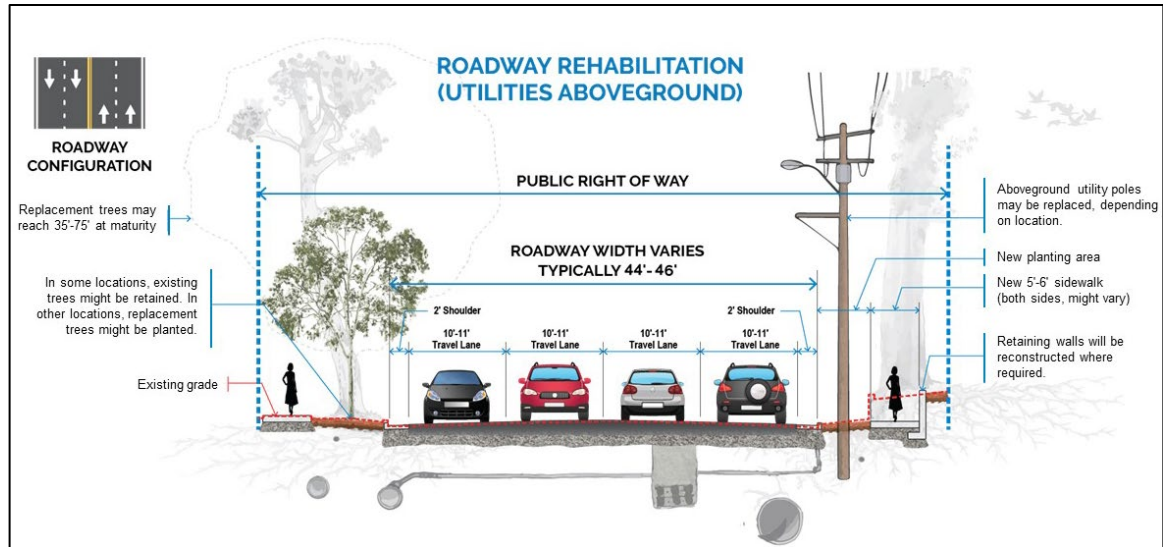 ROADWAY REHABILITATION
(UTILITIES ABOVEGROUND)
ROADWAY
CONFIGURATION
PUBLIC RIGHT OF WAY
Replacement trees may
reach 35'-75' at maturity
Aboveground utility poles
may be replaced, depending
on location.
ROADWAY WIDTH VARIES
TYPICALLY 44'- 46'
In some locations, existing
trees might be retained. In
other locations, replacement
trees might be planted.
New planting area
New 5'-6' sidewalk
(both sides, might vary)
2' Shoulder
2' Shoulder
10'-11'
Travel Lane
10'-11'
Travel Lane
10'-11'
Travel Lane
10'-11'
Travel Lane
Retaining walls will be
reconstructed where
required.
Existing grade